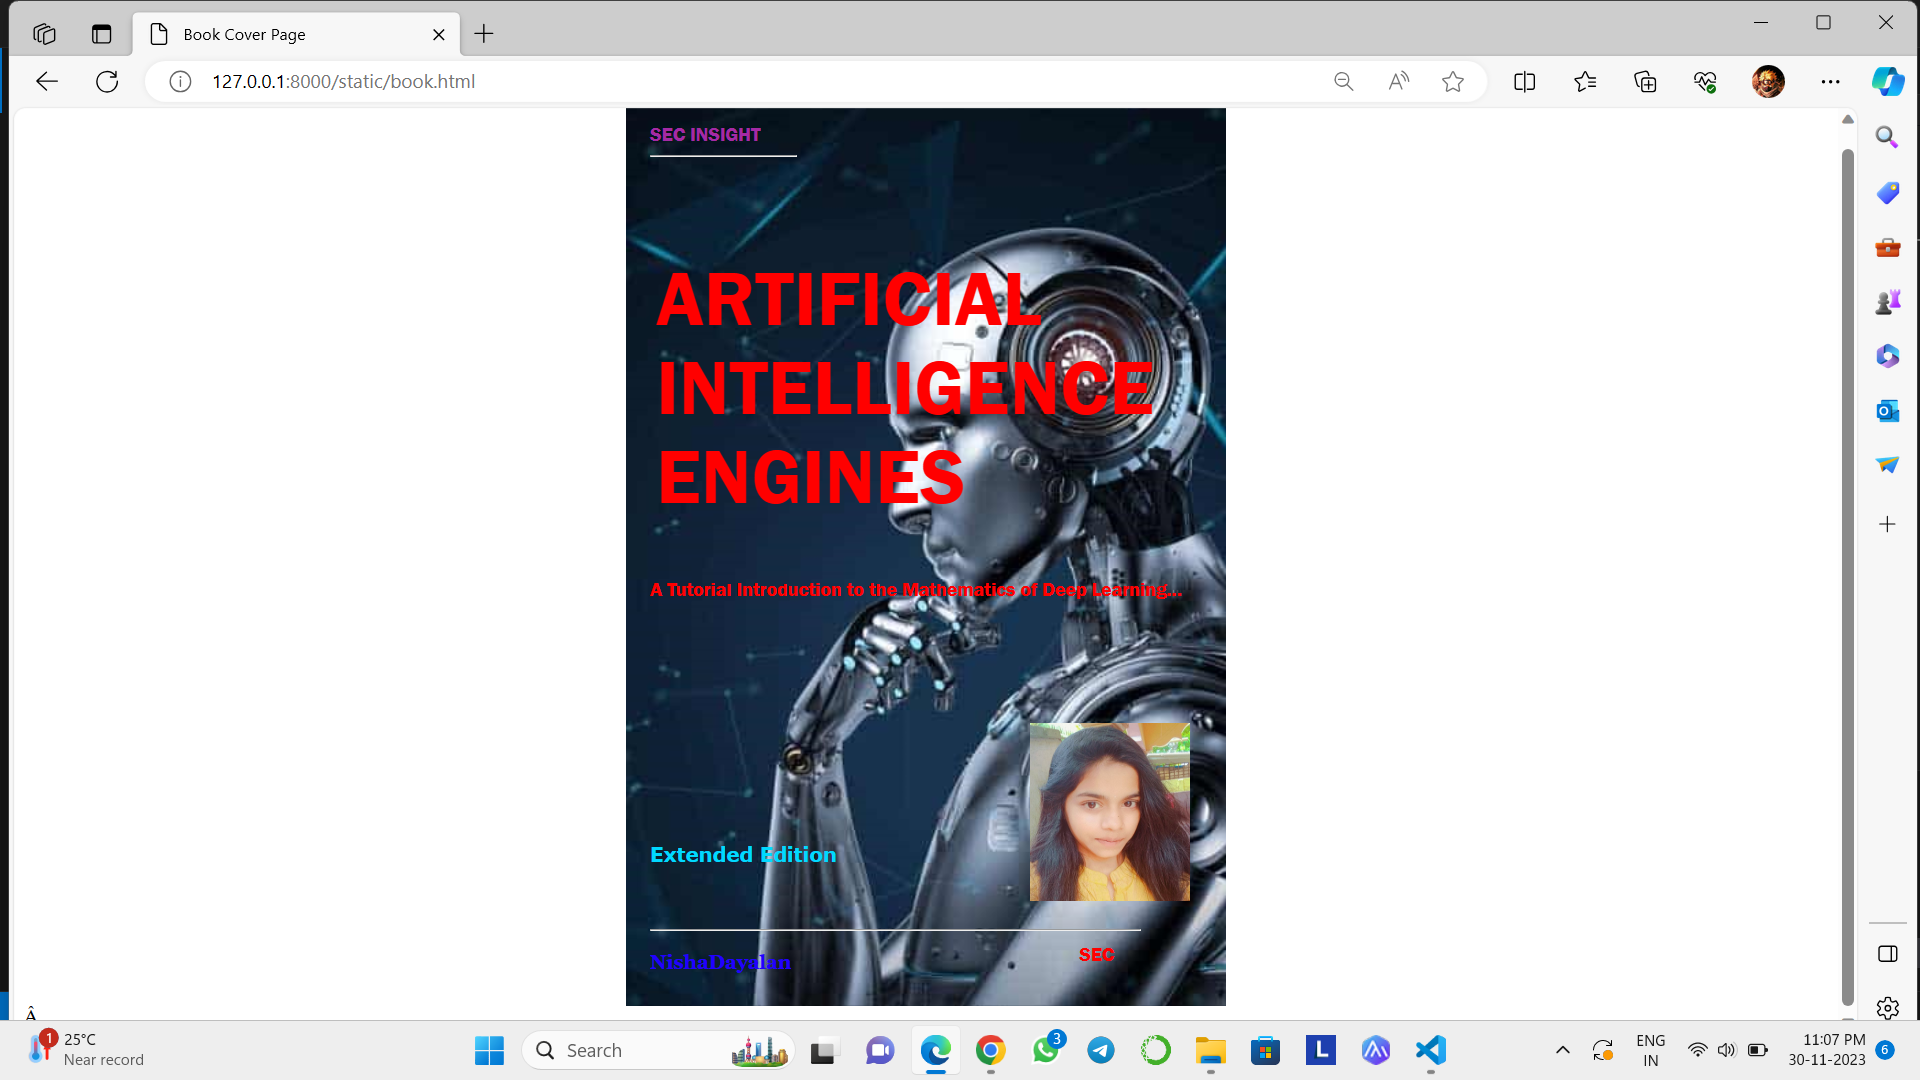 Book Cover Page
127.0.0.1:8000/static/book.html
SEC INSIGHT
ARTIFICIAL
INTELLIGENCE
ENGINES
A Tutorial Introduction to the Mathematics of Deep Learning...
Extended Edition
SEC
NishaDayalan
Â
1
25°C
Near record
Search
3
L
ENG
IN
11:07 PM
30-11-2023
6